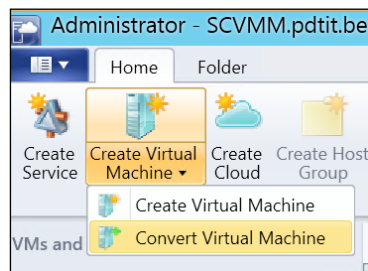 Administrator - SCVMM.pdtit.be
Home Folder
Create Service
Create Virtual Machine
Create Cloud
Create Host Group
Create Virtual Machine
Convert Virtual Machine
VMs and